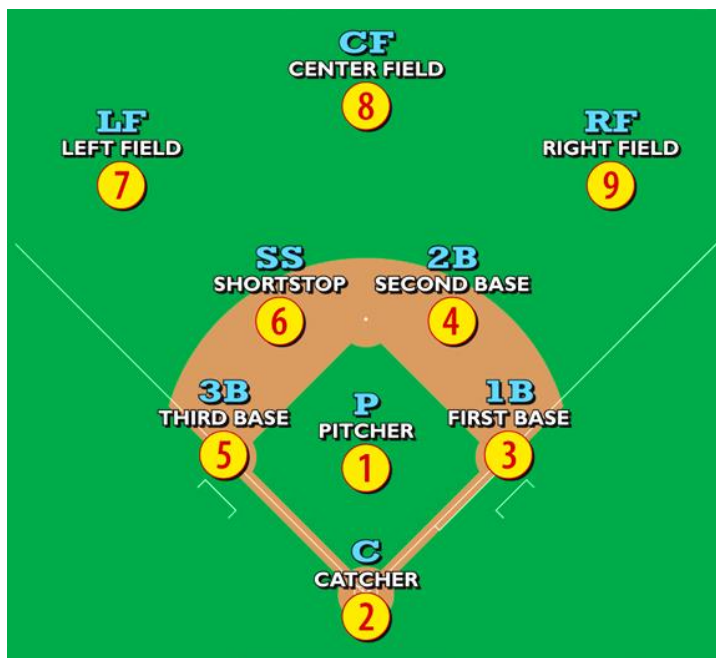 CF
CENTER FIELD
8
LF
LEFT FIELD
7
RF
RIGHT FIELD
9
SS
SHORTSTOP
6
2B
SECOND BASE
4
3B
THIRD BASE
5
P
PITCHER
1
1B
FIRST BASE
3
C
CATCHER
2